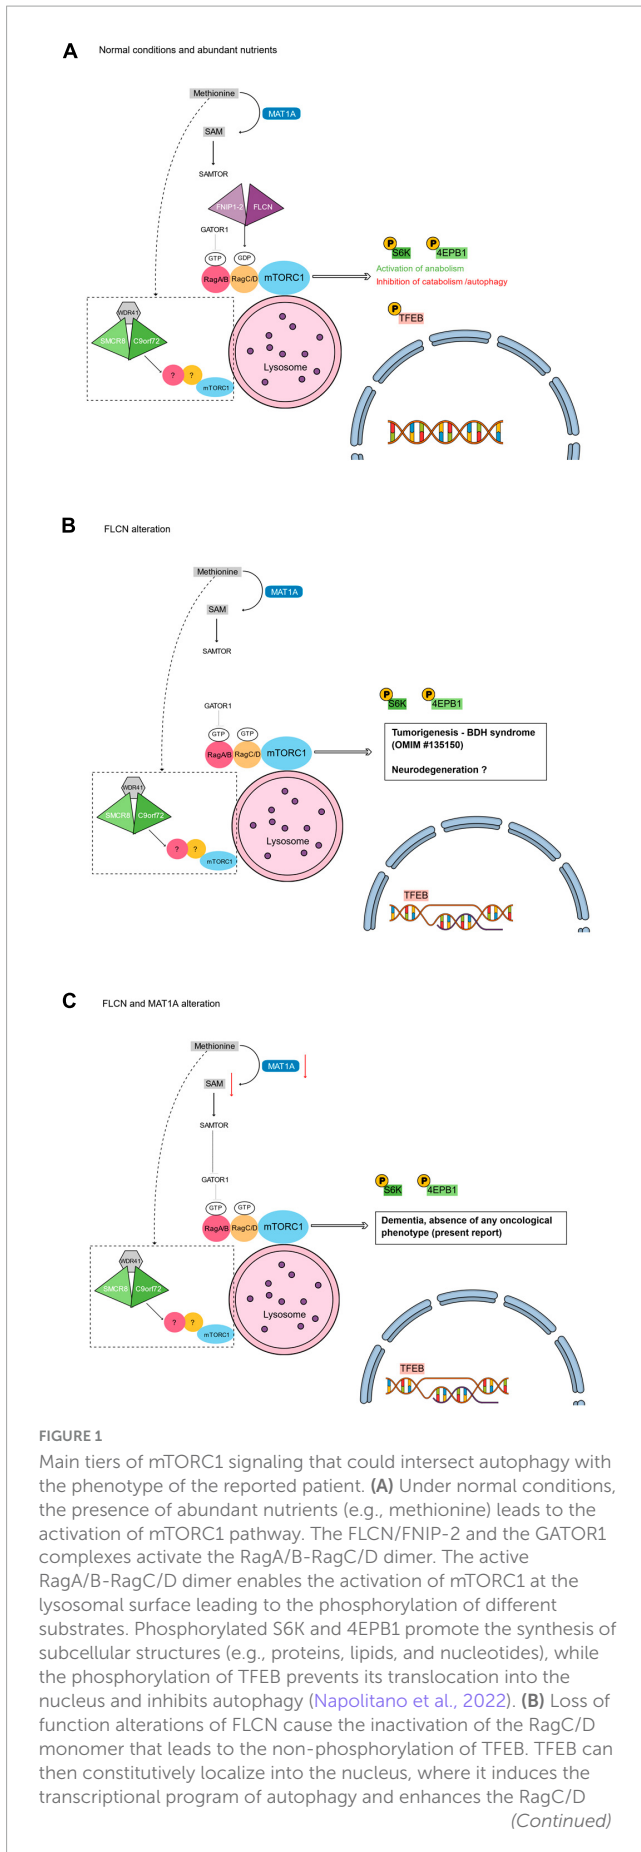 A
Normal conditions and abundant nutrients
Methionine
MAT1A
SAM
SAMTOR
FNIP1-2
FLCN
GATOR1
GTP
GDP
RagA/B
RagC/D
mTORC1
P
S6K
P
4EPB1
Activation of anabolism
Inhibition of catabolism /autophagy
P
TFEB
WDR41
SMCR8
C9orf72
?
?
mTORC1
Lysosome
B
FLCN alteration
Methionine
MAT1A
SAM
SAMTOR
GATOR1
GTP
GTP
RagA/B
RagC/D
mTORC1
P
S6K
P
4EPB1
Tumorigenesis - BDH syndrome
(OMIM #135150)
Neurodegeneration ?
WDR41
SMCR8
C9orf72
?
?
mTORC1
Lysosome
TFEB
C
FLCN and MAT1A alteration
Methionine
MAT1A
SAM
SAMTOR
GATOR1
GTP
GTP
RagA/B
RagC/D
mTORC1
P
S6K
P
4EPB1
Dementia, absence of any oncological
phenotype (present report)
WDR41
SMCR8
C9orf72
?
?
mTORC1
Lysosome
TFEB
FIGURE 1
Main tiers of mTORC1 signaling that could intersect autophagy with
the phenotype of the reported patient. (A) Under normal conditions,
the presence of abundant nutrients (e.g., methionine) leads to the
activation of mTORC1 pathway. The FLCN/FNIP-2 and the GATOR1
complexes activate the RagA/B-RagC/D dimer. The active
RagA/B-RagC/D dimer enables the activation of mTORC1 at the
lysosomal surface leading to the phosphorylation of different
substrates. Phosphorylated S6K and 4EPB1 promote the synthesis of
subcellular structures (e.g., proteins, lipids, and nucleotides), while
the phosphorylation of TFEB prevents its translocation into the
nucleus and inhibits autophagy (Napolitano et al., 2022). (B) Loss of
function alterations of FLCN cause the inactivation of the RagC/D
monomer that leads to the non-phosphorylation of TFEB. TFEB can
then constitutively localize into the nucleus, where it induces the
transcriptional program of autophagy and enhances the RagC/D
(Continued)